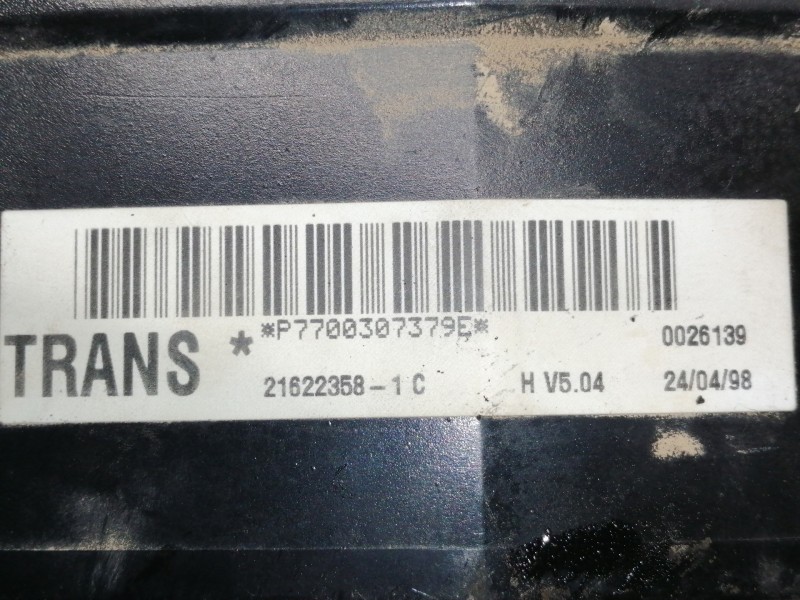 *P7700307379E*
TRANS * 0026139
21622358-1 C H V5.04 24/04/98